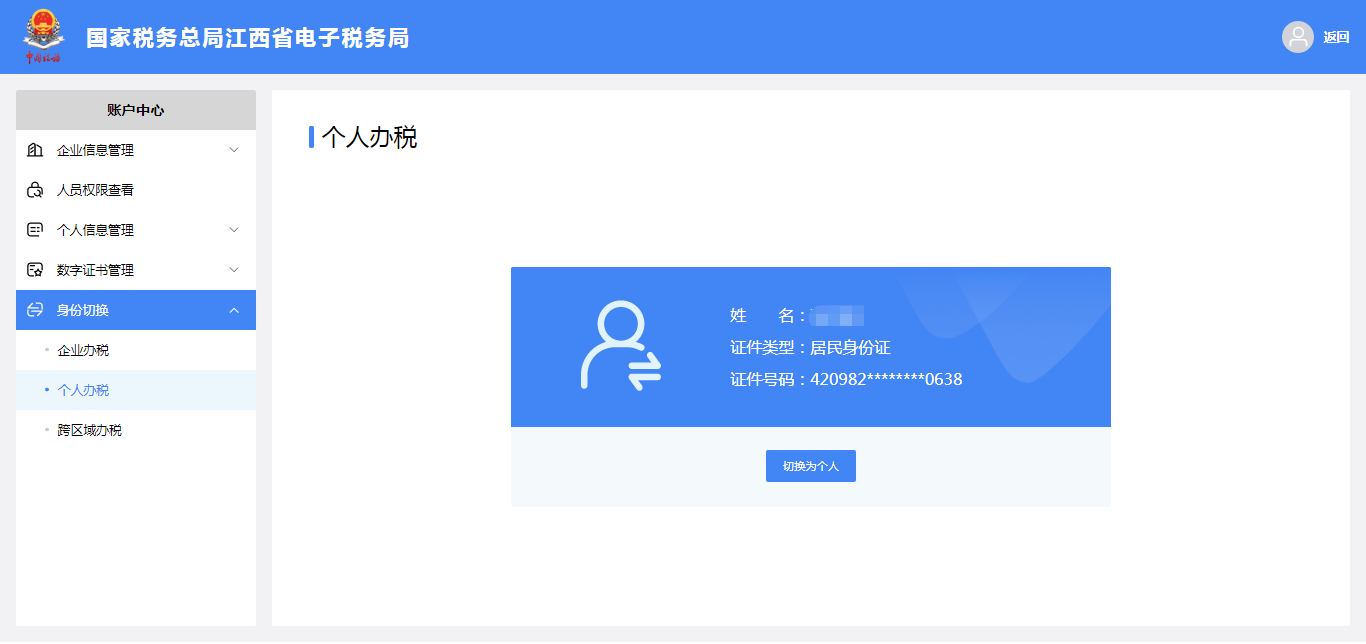 国家税务总局江西省电子税务局
返回
账户中心
企业信息管理
人员权限查看
个人信息管理
数字证书管理
身份切换
企业办税
个人办税
跨区域办税
个人办税
姓 名：
证件类型：居民身份证
证件号码：420982********0638
切换为个人